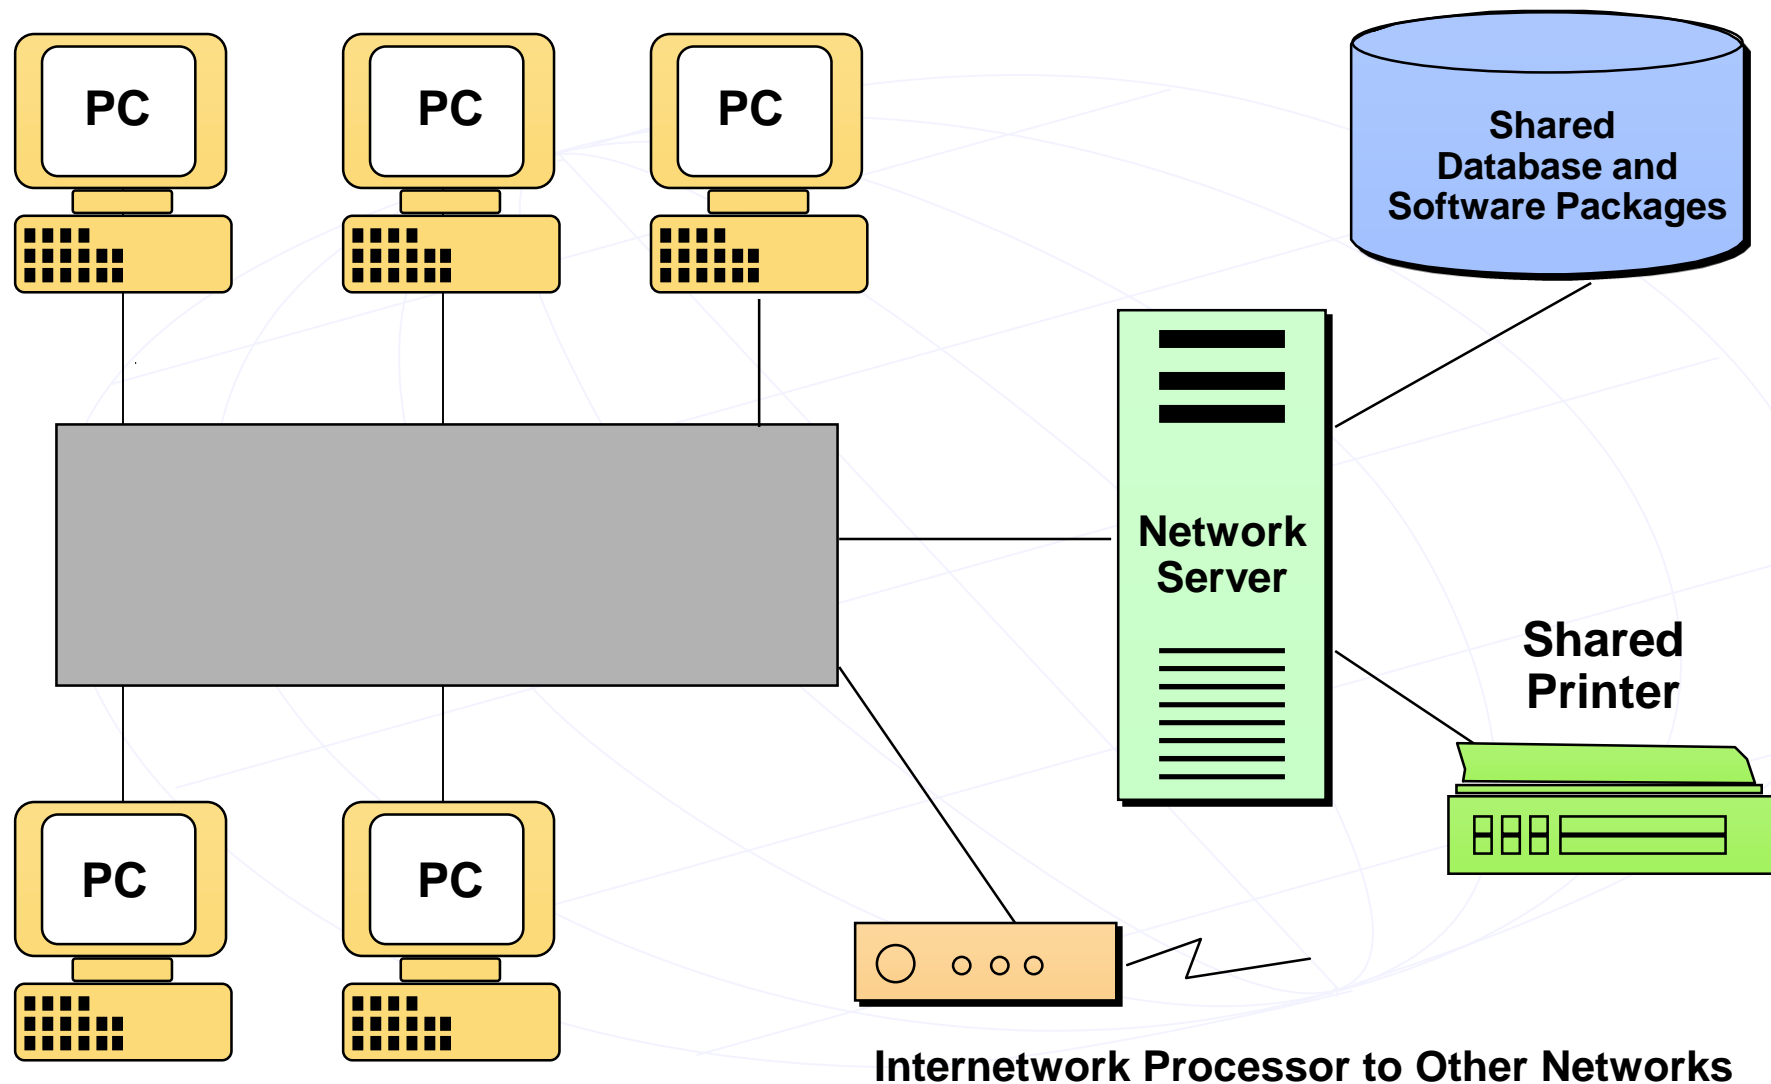 PC
PC
PC
Shared
Database and
Software Packages
Network
Server
Shared
Printer
PC
PC
Internetwork Processor to Other Networks